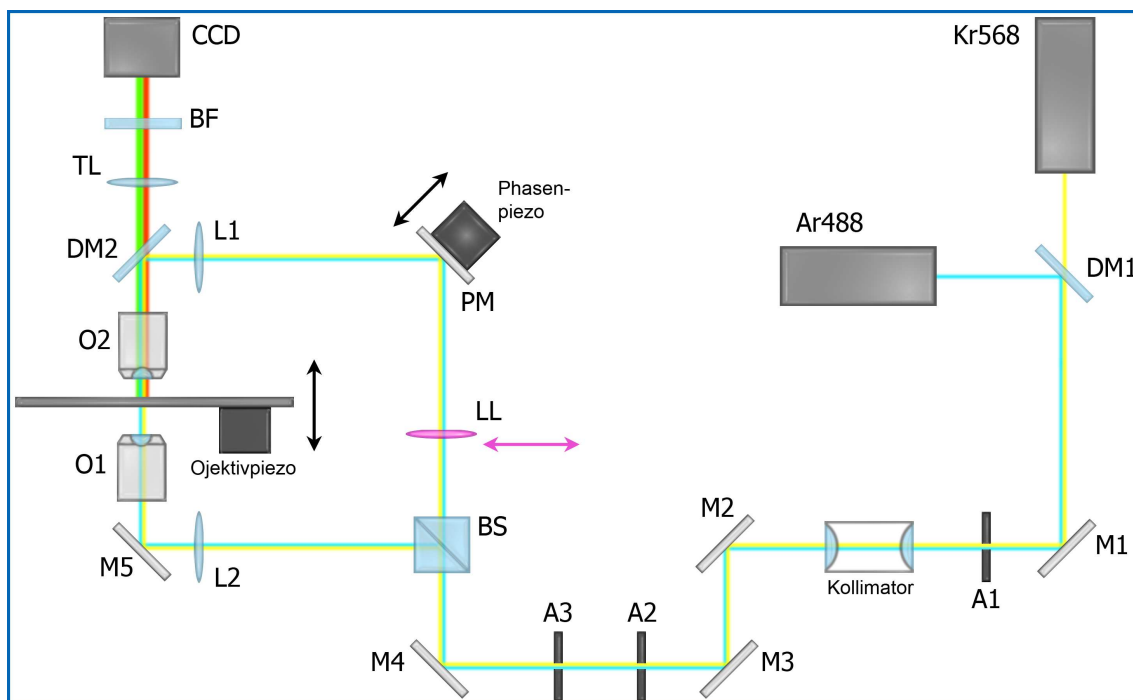 CCD
Kr568
BF
TL
Phasen-
piezo
L1
Ar488
DM2
DM1
PM
O2
LL
O1
Ojektivpiezo
M2
BS
M1
M5
L2
Kollimator
A1
A3
A2
M4
M3